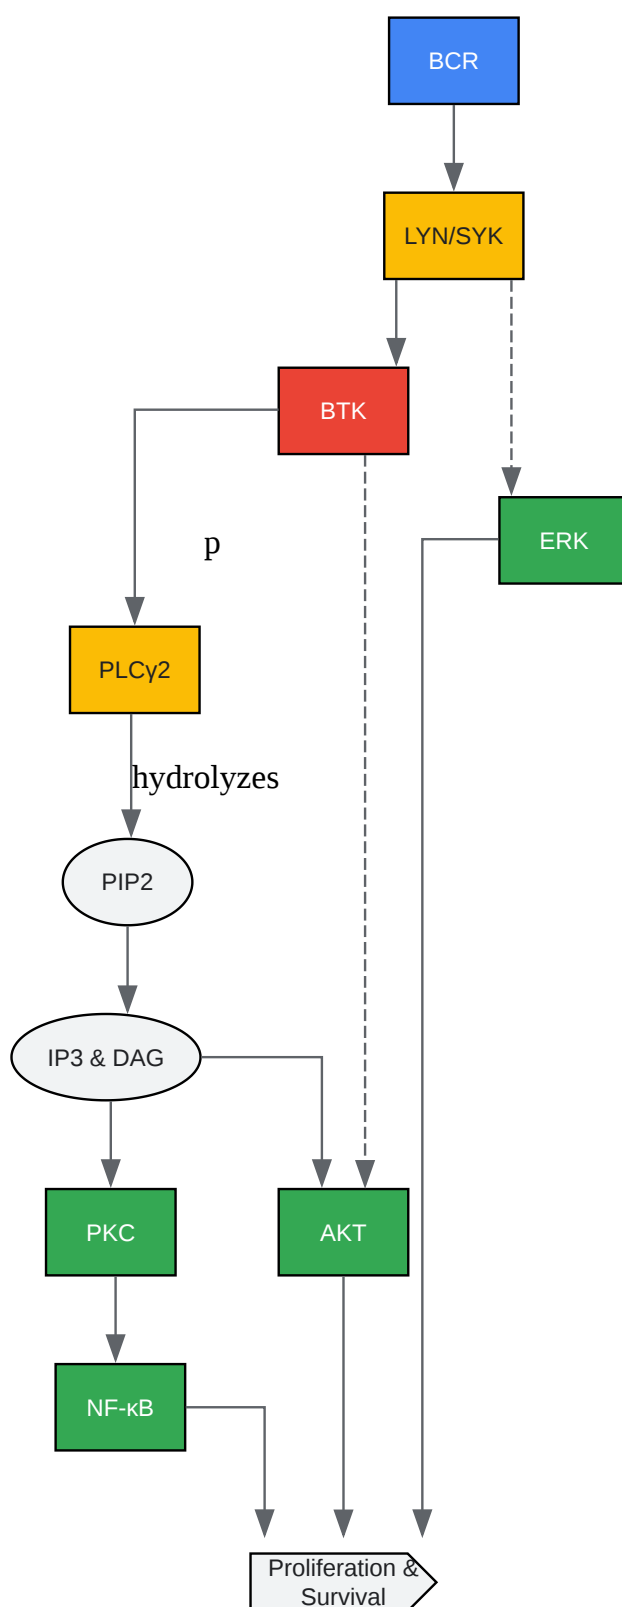 BCR
LYN/SYK
BTK
ERK
p
PLCγ2
hydrolyzes
PIP2
IP3 & DAG
PKC
AKT
NF-κB
Proliferation &
Survival